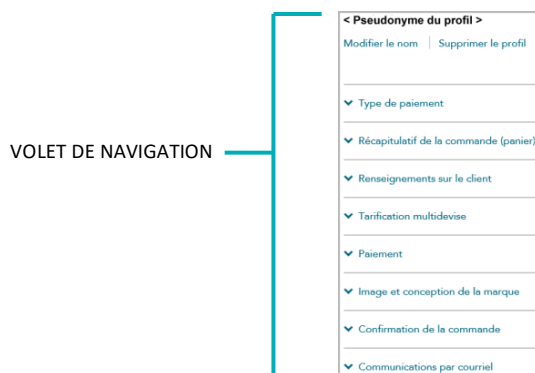 < Pseudonyme du profil >
Modifier le nom Supprimer le profil
Type de paiement
VOLET DE NAVIGATION
Récapitulatif de la commande (panier)
Renseignements sur le client
Tarification multidevise
Paiement
Image et conception de la marque
Confirmation de la commande
Communications par courriel